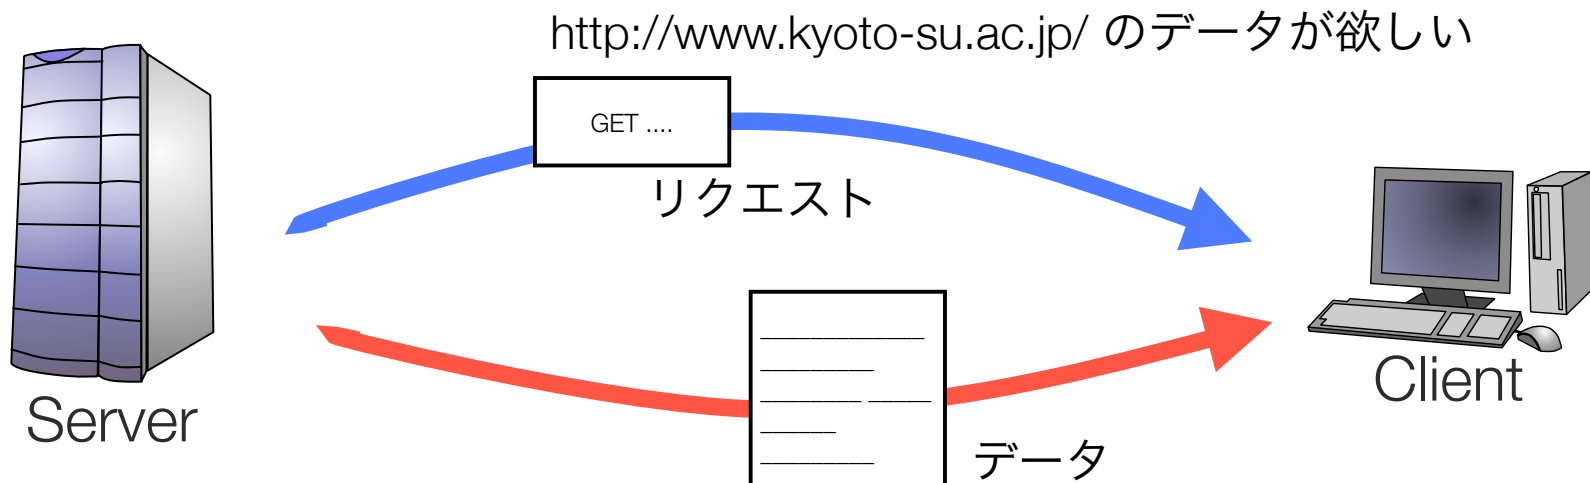 http://www.kyoto-su.ac.jp/ のデータが欲しい
GET ....
リクエスト
Server
Client
データ